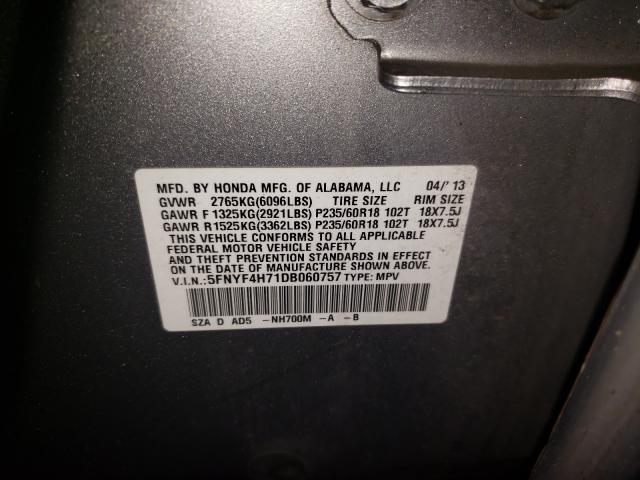 MFD. BY HONDA MFG. OF ALABAMA, LLC 04/'13
GVWR 2765KG(6096LBS) TIRE SIZE RIM SIZE
GAWR F 1325KG(2921LBS) P235/60R18 102T 18X7.5J
GAWR R1525KG(3362LBS) P235/60R18 102T 18X7.5J
THIS VEHICLE CONFORMS TO ALL APPLICABLE
FEDERAL MOTOR VEHICLE SAFETY
AND THEFT PREVENTION STANDARDS IN EFFECT
ON THE DATE OF MANUFACTURE SHOWN ABOVE.
V.I.N.:5FNYF4H71DB060757 TYPE: MPV
SZA D AD5 -NH700M -A -B